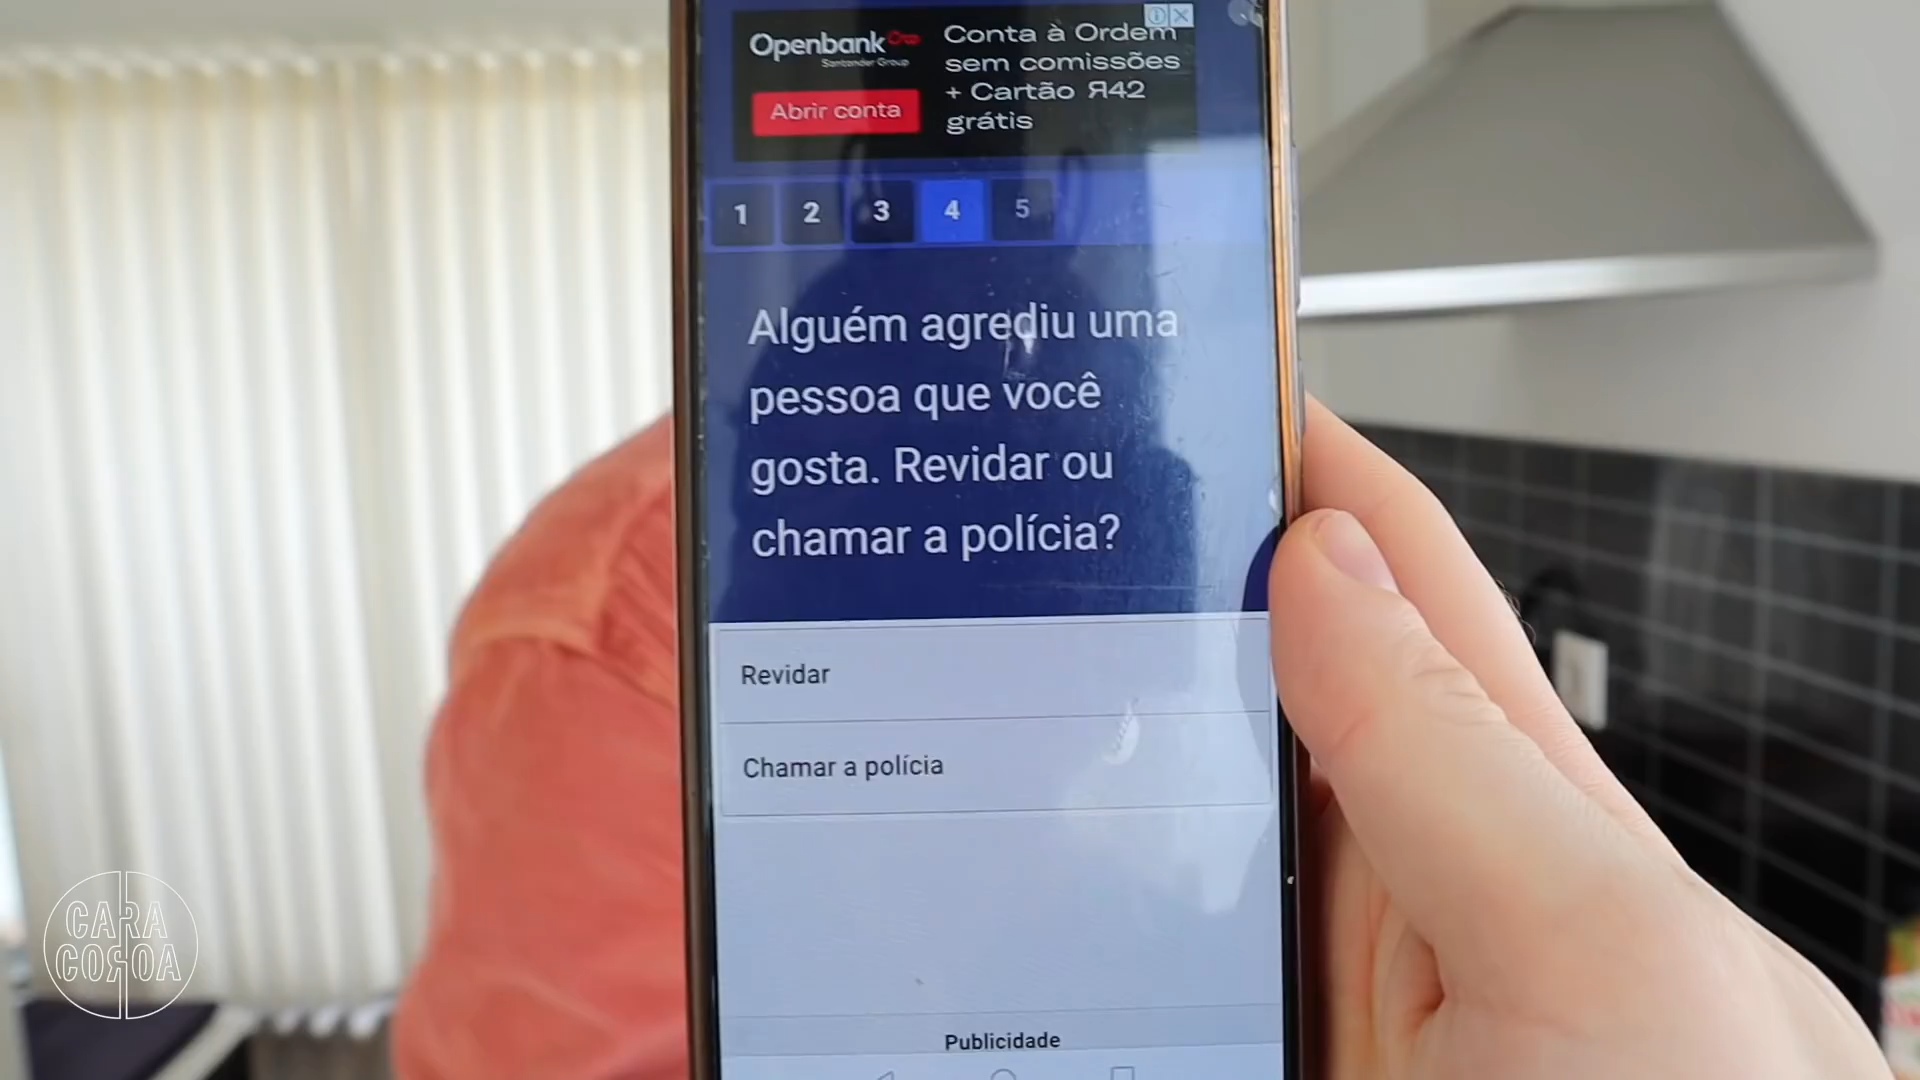 Openbank
Santander Group
Abrir conta
Conta à Ordem
sem comissões
+ Cartão R42
grátis
1 2 3 4 5
Alguém agrediu uma
pessoa que você
gosta. Revidar ou
chamar a polícia?
Revidar
Chamar a polícia
Publicidade
CARA
COROA